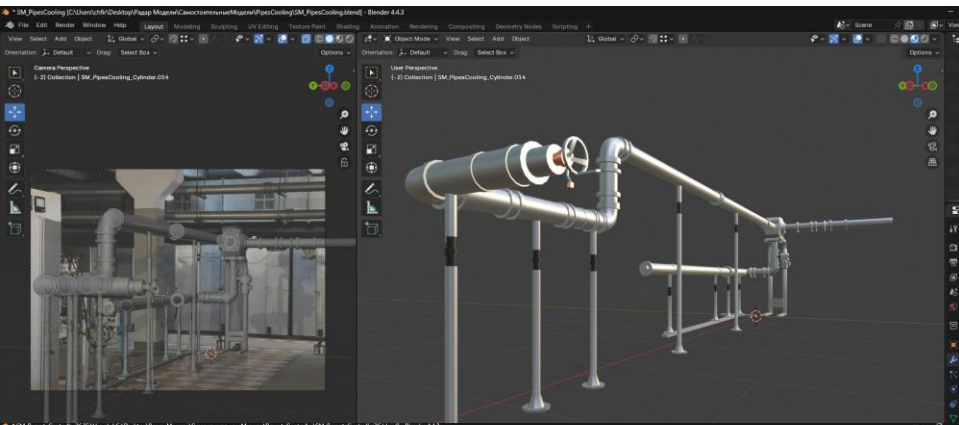 * SM_PipesCooling [C:\Users\chfir\Desktop\Радар Модели\СамостоятельныеМодели\PipesCooling\SM_PipesCooling.blend] - Blender 4.4.3
File Edit Render Window Help Layout Modeling Sculpting UV Editing Texture Paint Shading Animation Rendering Compositing Geometry Nodes Scripting + Scene View
View Select Add Object Global Object Mode View Select Add Object Global
Orientation: Default Drag: Select Box Options Orientation: Default Drag: Select Box Options
Camera Perspective
(-2) Collection | SM_PipesCooling_Cylinder.014
User Perspective
(-2) Collection | SM_PipesCooling_Cylinder.014